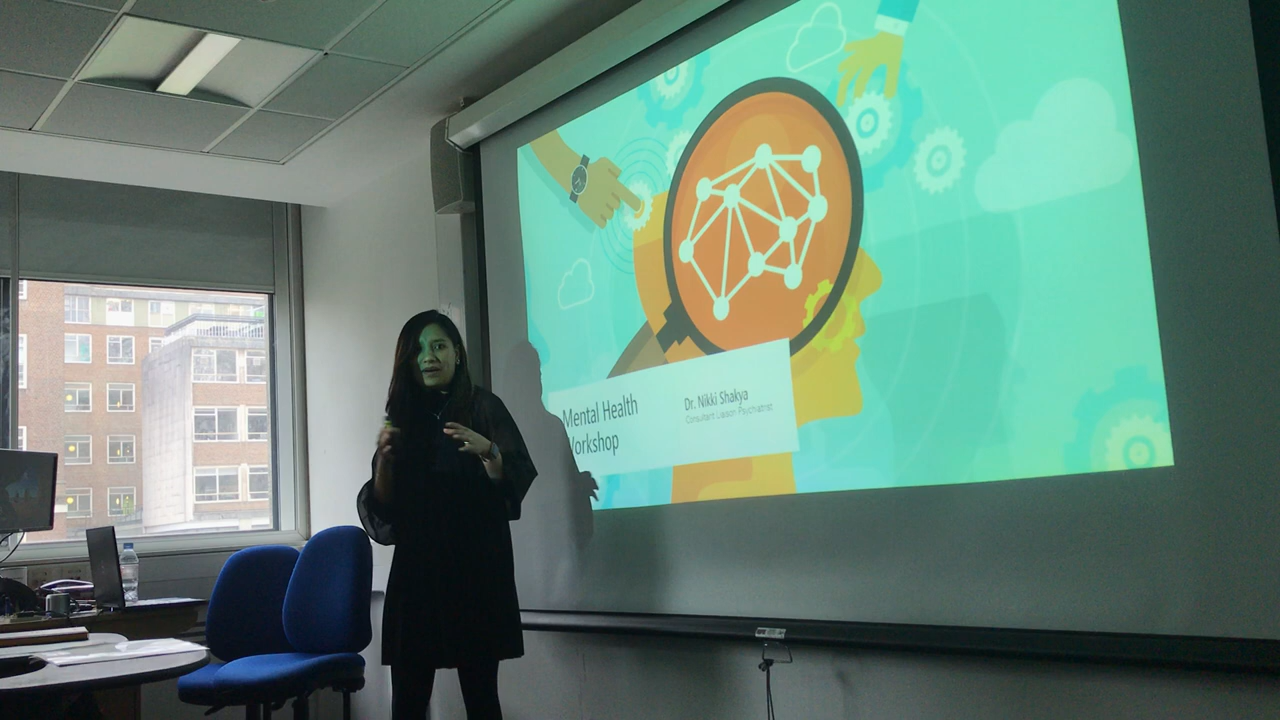 Mental Health
Workshop
Dr. Nikki Shakya
Consultant Liaison Psychiatrist